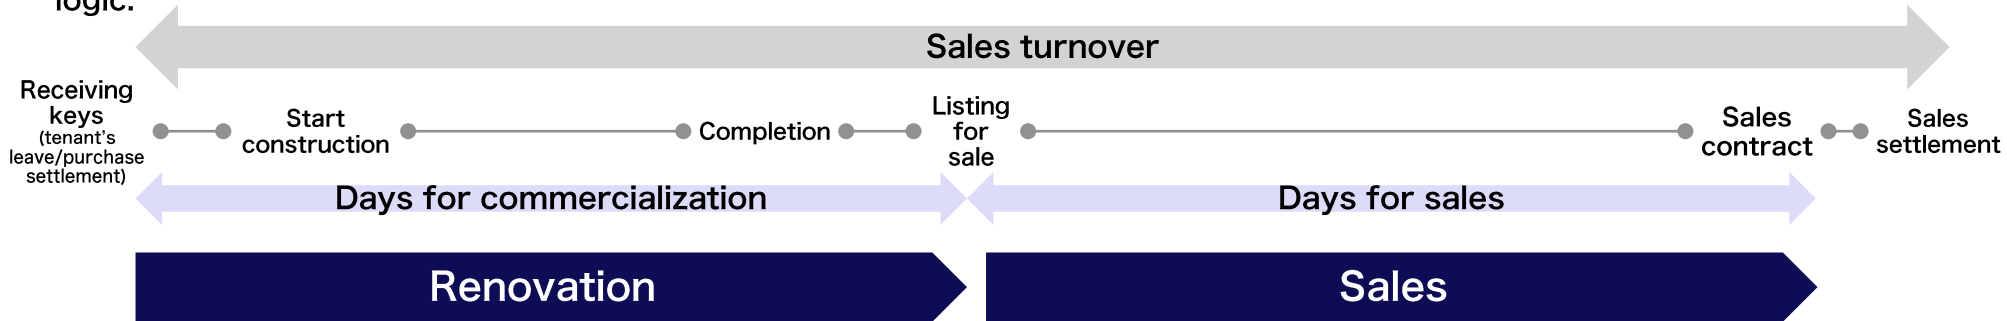 logic.
Sales turnover
Receiving
keys
(tenant's
leave/purchase
settlement)
Start
construction
Completion
Listing
for
sale
Sales
contract
Sales
settlement
Days for commercialization
Days for sales
Renovation
Sales